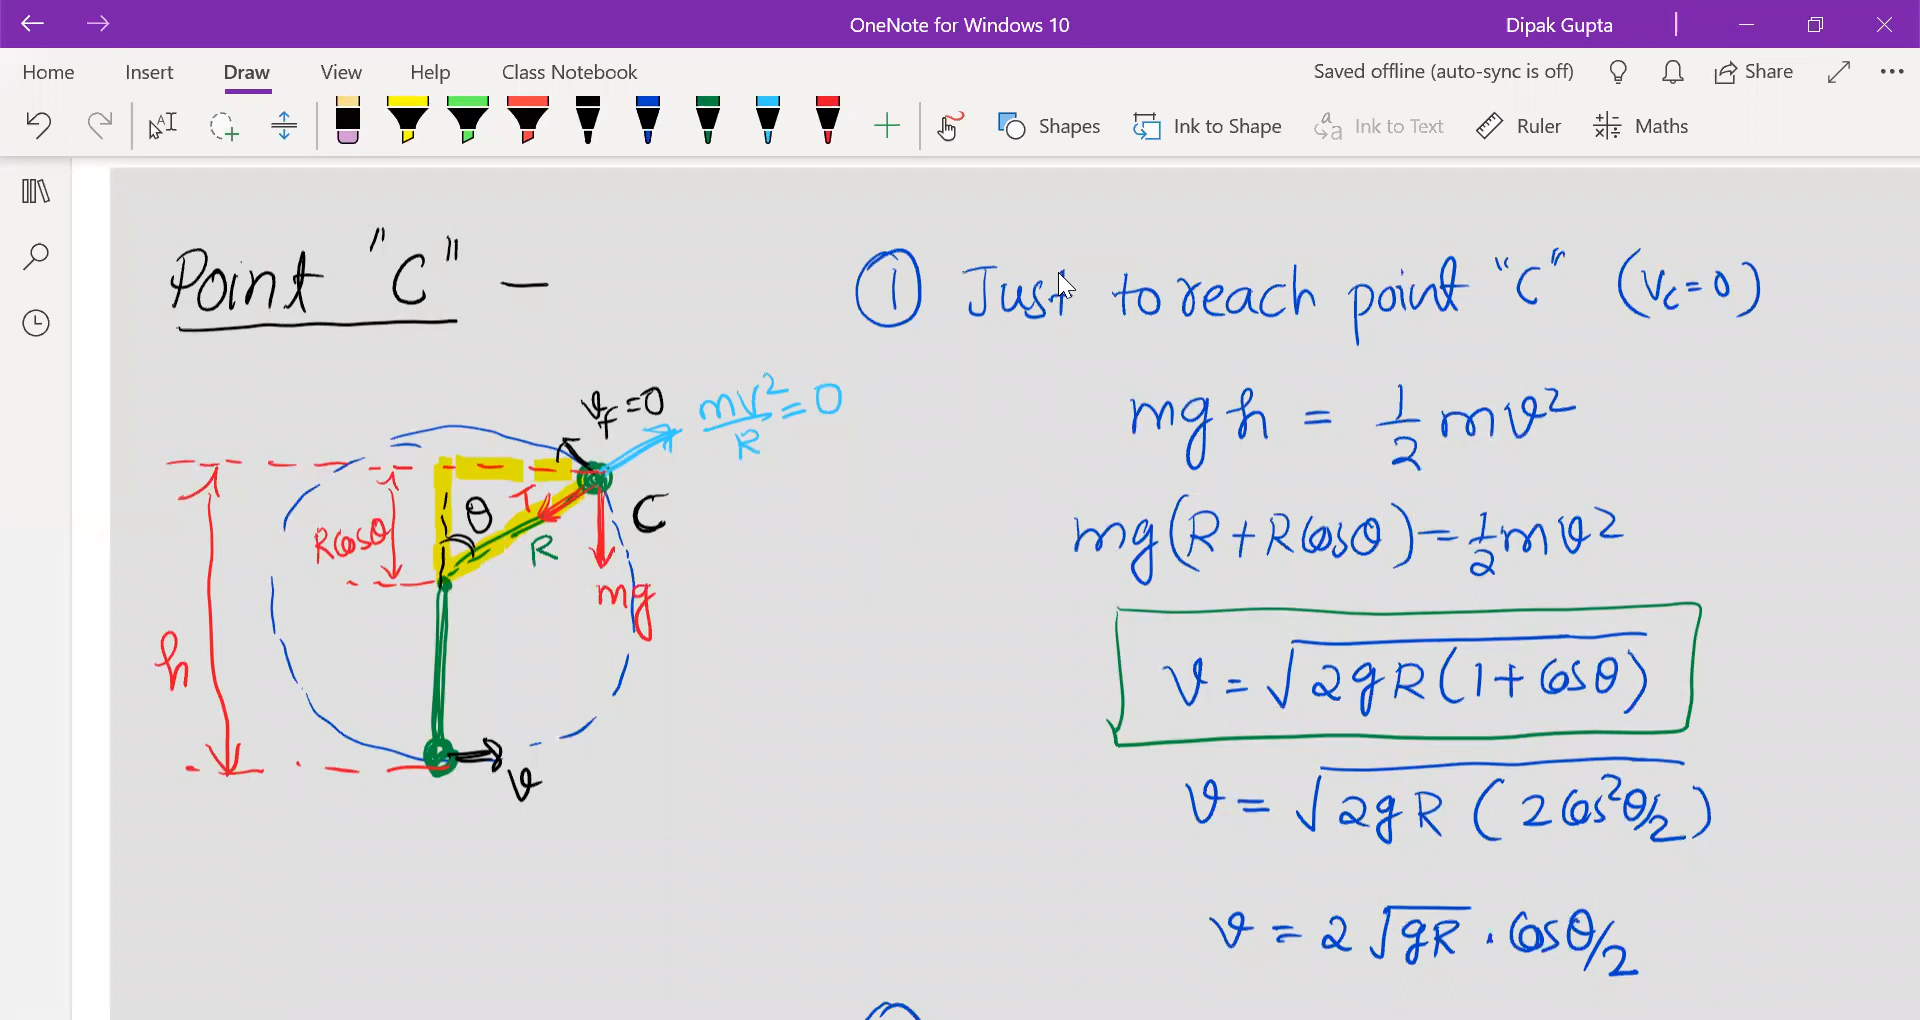 OneNote for Windows 10
Dipak Gupta
Home Insert Draw View Help Class Notebook
Saved offline (auto-sync is off) Share
Shapes Ink to Shape Ink to Text Ruler Maths
Point "C" —
① Just to reach point "C" (Vc=0)
vf=0
mv²/R = 0
mgh = 1/2 mv²
θ
T
C
Rcosθ
R
mg
mg(R+Rcosθ)=1/2mv²
h
v = √2gR(1+cosθ)
v
v = √2gR (2cos²θ/2)
v = 2√gR . cosθ/2